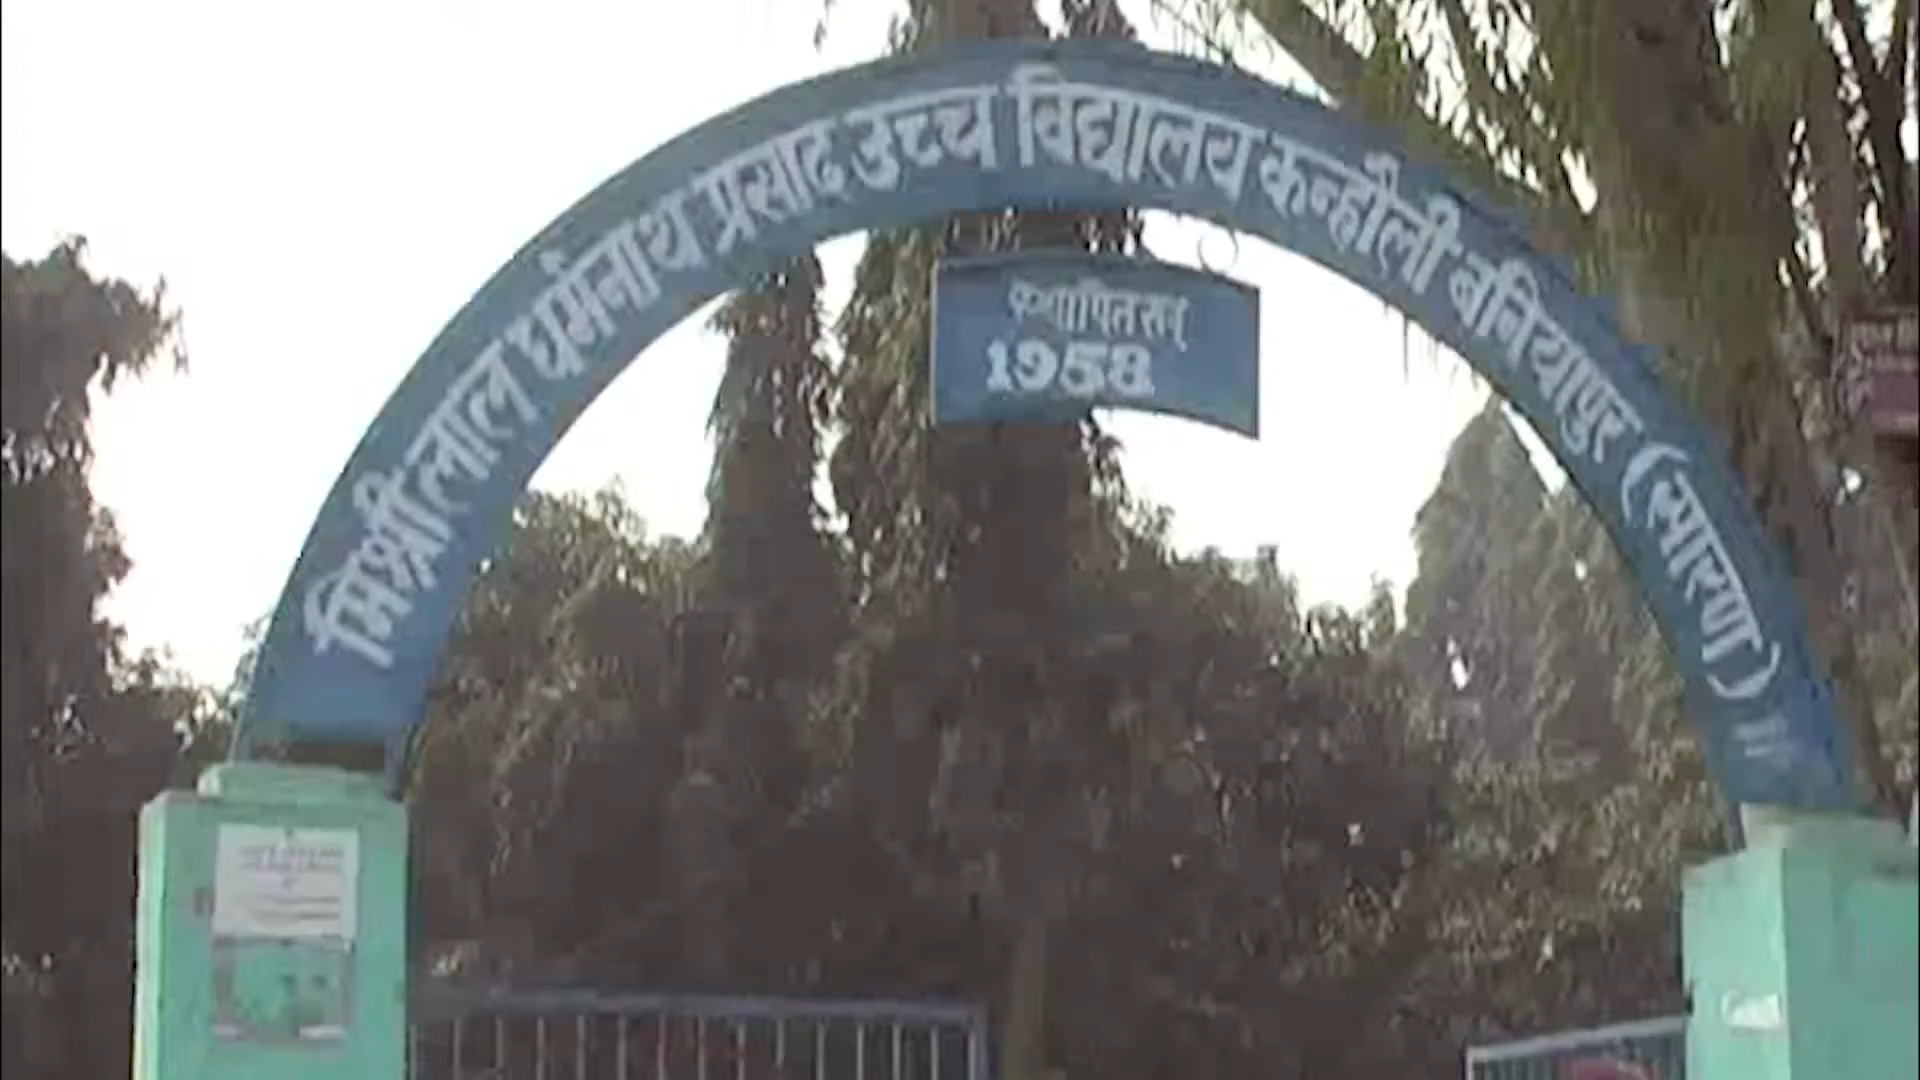 मिश्रीलाल धर्मनाथ प्रसाद उच्च विद्यालय कन्हौली बनियापुर (सारण)
स्थापित सन्
1958